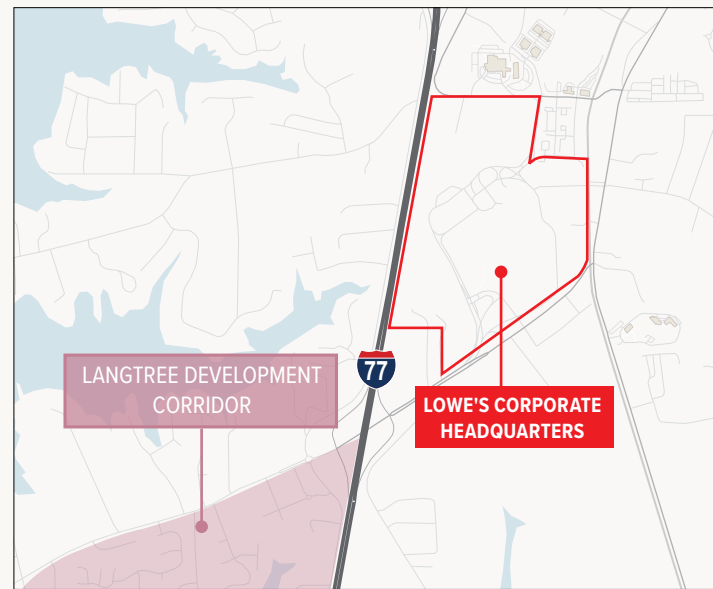 LANGTREE DEVELOPMENT
CORRIDOR
77
LOWE'S CORPORATE
HEADQUARTERS